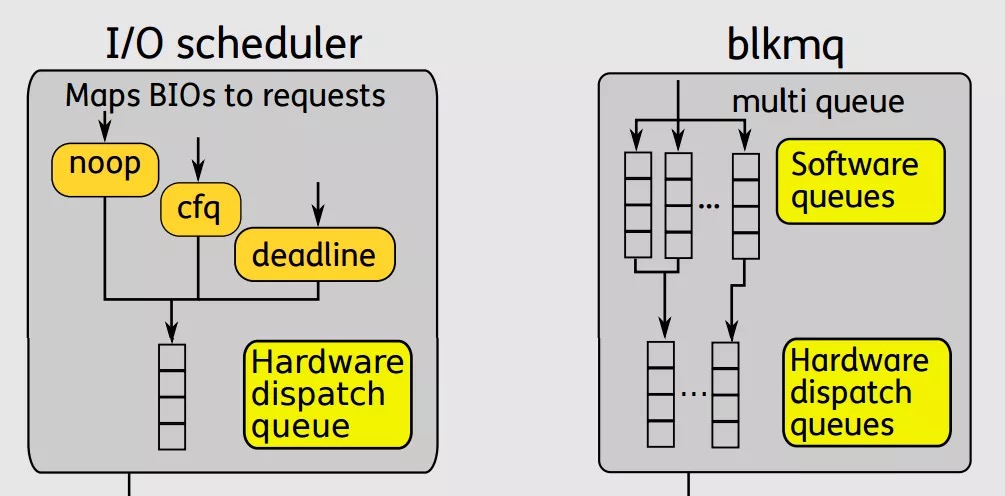 I/O scheduler
Maps BIOs to requests
noop
cfq
deadline
Hardware
dispatch
queue
blkmq
multi queue
Software
queues
...
Hardware
dispatch
queues
...